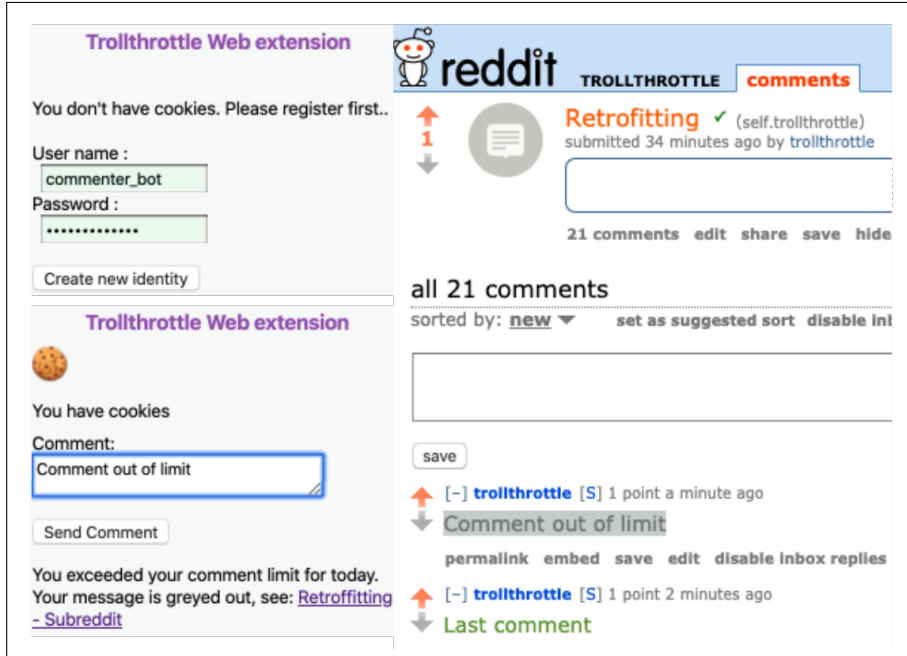 Trollthrottle Web extension
You don't have cookies. Please register first..
User name :
commenter_bot
Password :
•••••••••••••
Create new identity
Trollthrottle Web extension
You have cookies
Comment:
Comment out of limit
Send Comment
You exceeded your comment limit for today.
Your message is greyed out, see: Retroffitting
- Subreddit
reddit TROLLTHROTTLE comments
1
Retrofitting ✓ (self.trollthrottle)
submitted 34 minutes ago by trollthrottle
21 comments edit share save hide
all 21 comments
sorted by: new set as suggested sort disable inb
save
[–] trollthrottle [S] 1 point a minute ago
Comment out of limit
permalink embed save edit disable inbox replies
[–] trollthrottle [S] 1 point 2 minutes ago
Last comment